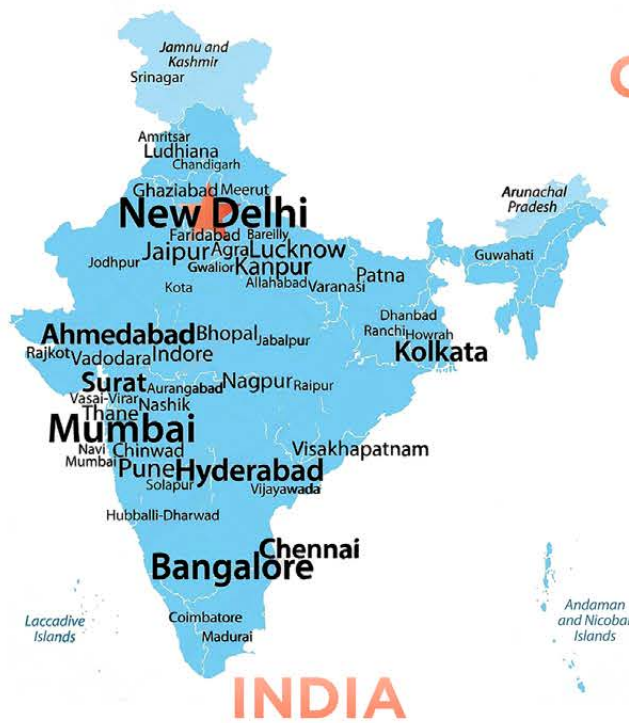 Jamnu and
Kashmir
Srinagar
Amritsar
Ludhiana
Chandigarh
Ghaziabad Meerut
New Delhi
Arunachal
Pradesh
Faridabad Bareilly
Jaipur Agra Lucknow
Jodhpur Gwalior Kanpur
Guwahati
Kota Allahabad Varanasi Patna
Dhanbad
Ahmedabad Bhopal Jabalpur Ranchi Howrah
Rajkot Vadodara Indore Kolkata
Surat Aurangabad Nagpur Raipur
Vasai-Virar
Thane Nashik
Mumbai
Navi
Mumbai
Chinwad Visakhapatnam
Pune Hyderabad
Solapur Vijayawada
Hubballi-Dharwad
Chennai
Bangalore
Laccadive
Islands
Coimbatore
Madurai
Andaman
and Nicobar
Islands
INDIA